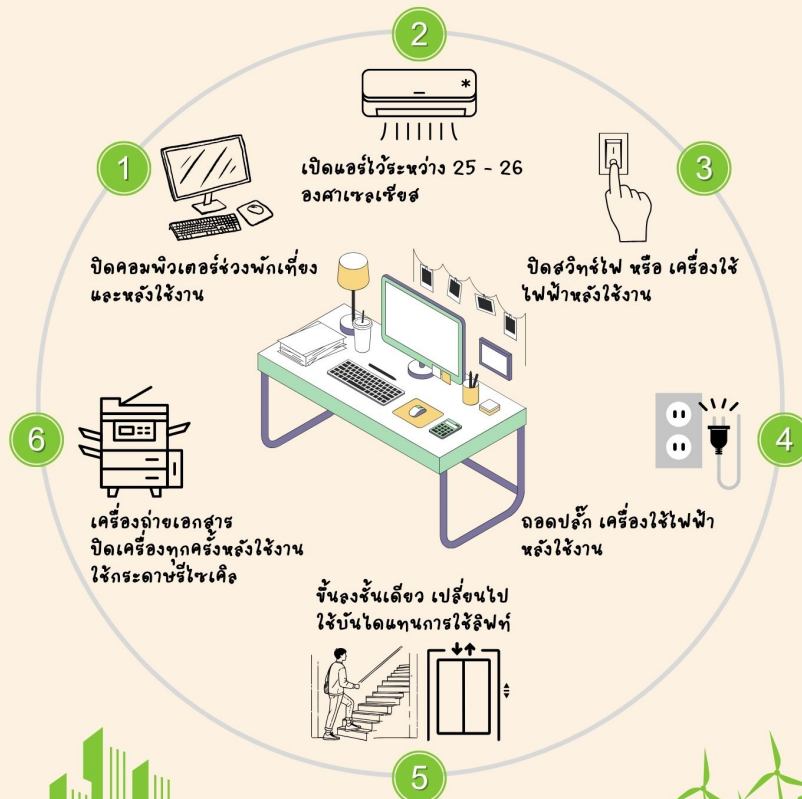 1
ปิดคอมพิวเตอร์ช่วงพักเที่ยง
และหลังใช้งาน
2
เปิดแอร์ไว้ระหว่าง 25 - 26
องศาเซลเซียส
3
ปิดสวิทช์ไฟ หรือ เครื่องใช้
ไฟฟ้าหลังใช้งาน
4
ถอดปลั๊ก เครื่องใช้ไฟฟ้า
หลังใช้งาน
5
ขึ้นลงชั้นเดียว เปลี่ยนไป
ใช้บันไดแทนการใช้ลิฟท์
6
เครื่องถ่ายเอกสาร
ปิดเครื่องทุกครั้งหลังใช้งาน
ใช้กระดาษรีไซเคิล